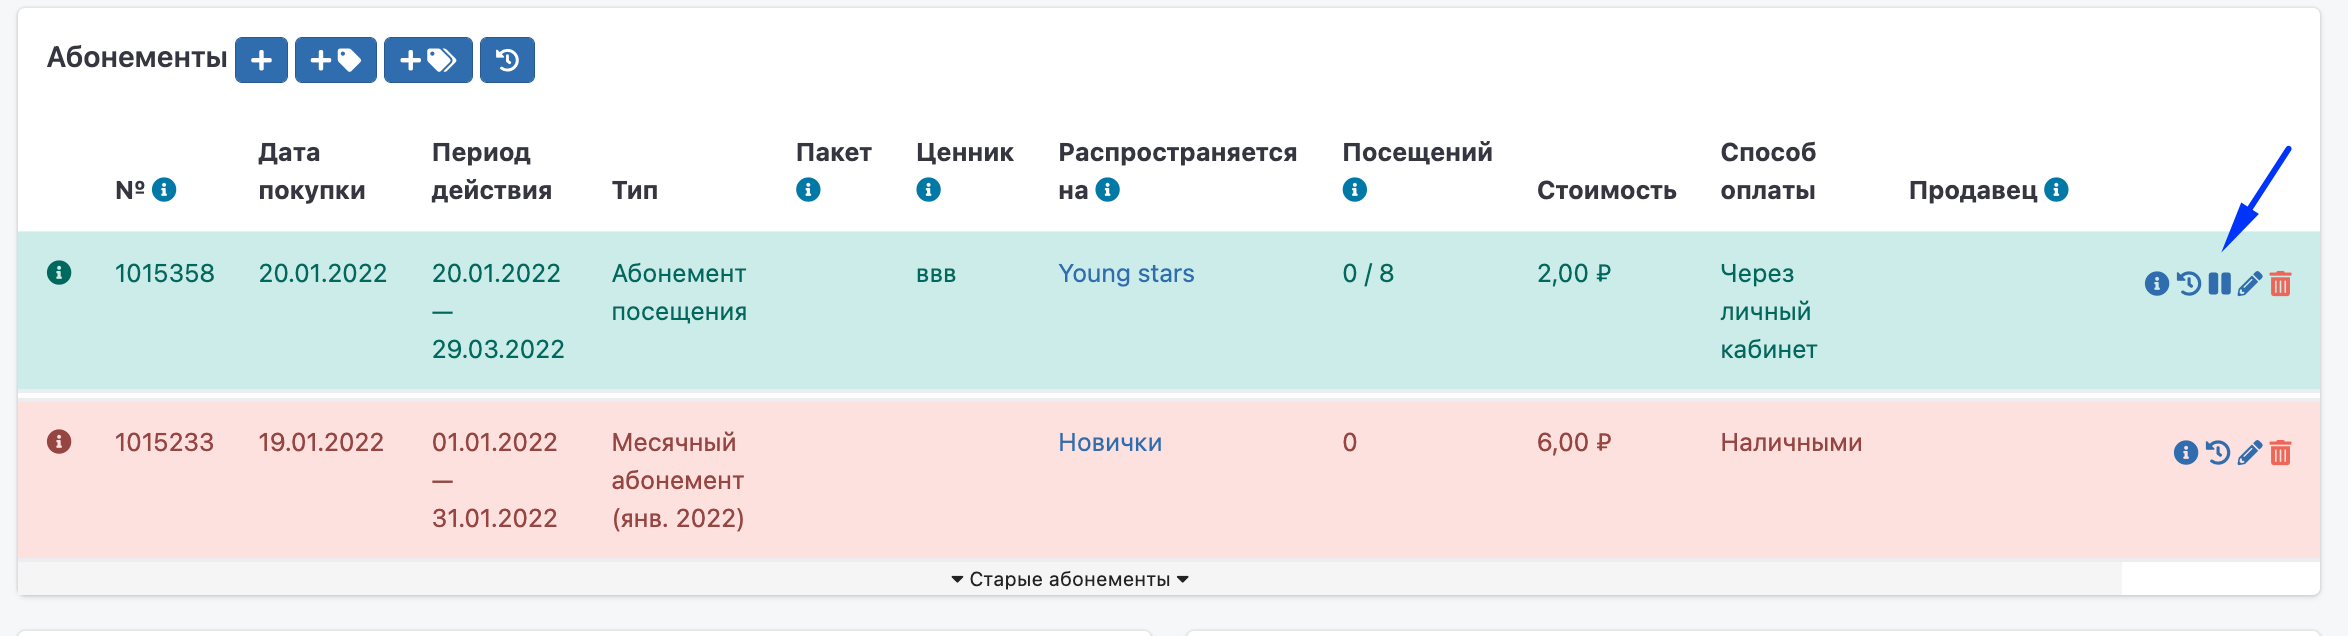 Абонементы
№ Дата покупки Период действия Тип Пакет Ценник Распространяется на Посещений Стоимость Способ оплаты Продавец
1015358 20.01.2022 20.01.2022 Абонемент ввв Young stars 0 / 8 2,00 ₽ Через
— посещения личный
29.03.2022 кабинет
1015233 19.01.2022 01.01.2022 Месячный Новички 0 6,00 ₽ Наличными
— абонемент
31.01.2022 (янв. 2022)
Старые абонементы